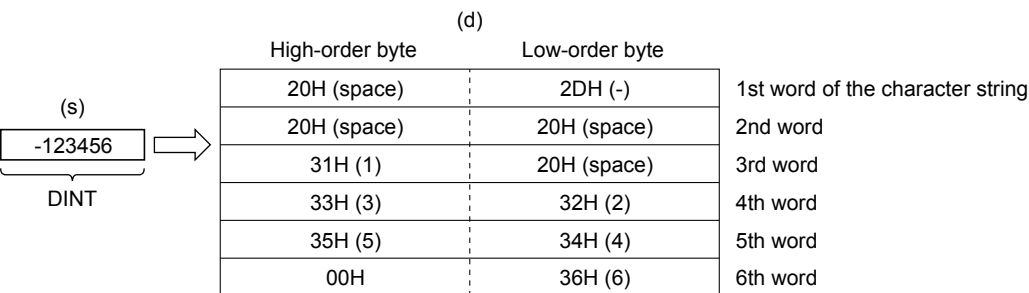 (d)
High-order byte Low-order byte
20H (space) 2DH (-) 1st word of the character string
(s)
20H (space) 20H (space) 2nd word
-123456
31H (1) 20H (space) 3rd word
DINT
33H (3) 32H (2) 4th word
35H (5) 34H (4) 5th word
00H 36H (6) 6th word